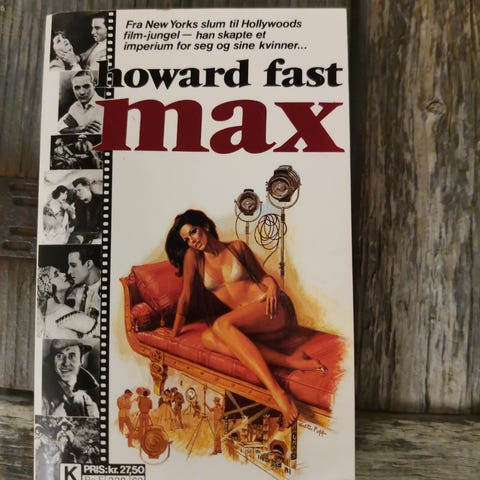 Fra New Yorks slum til Hollywoods
film-jungel — han skapte et
imperium for seg og sine kvinner...
howard fast
max
K
PRIS: kr. 27,50